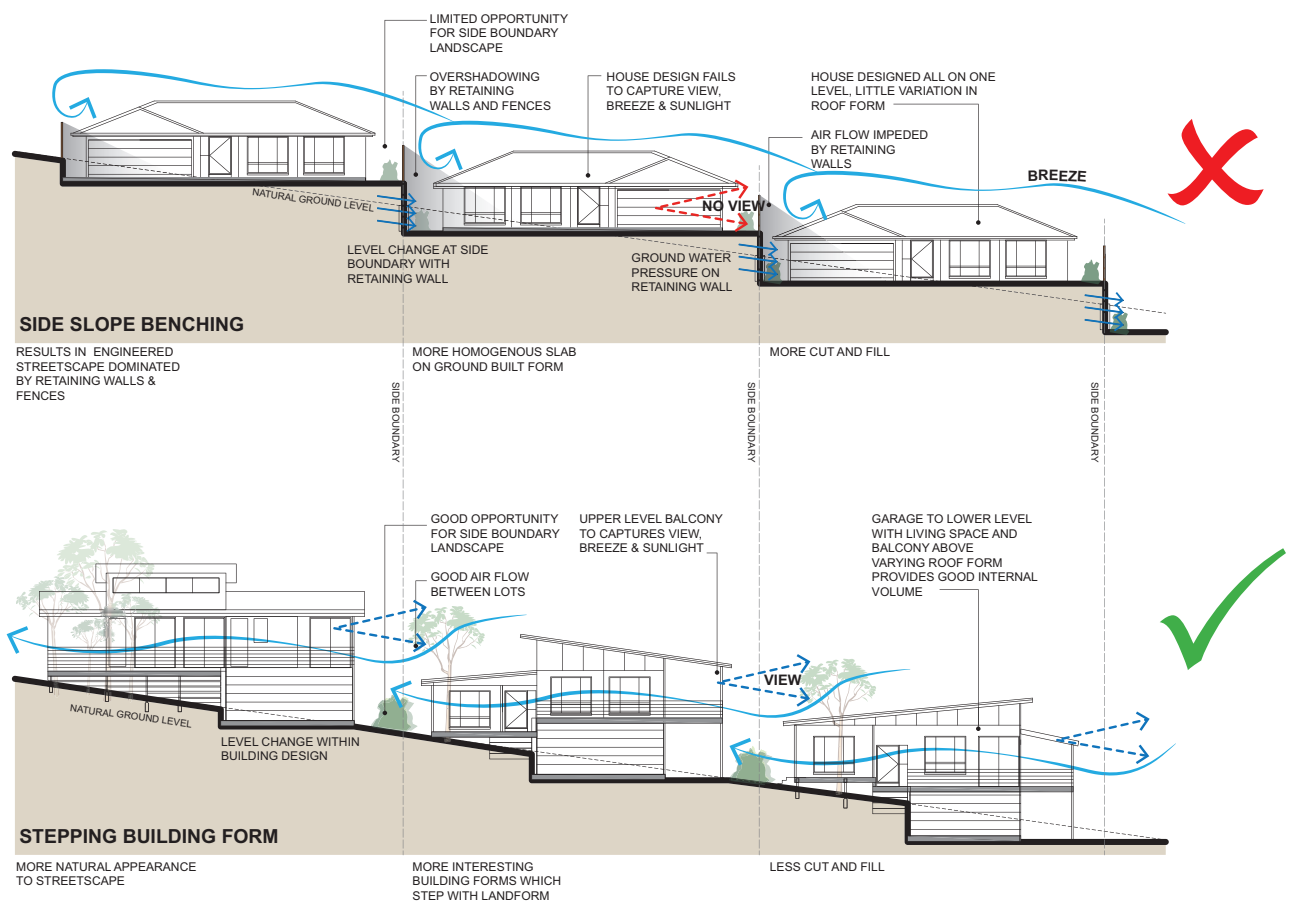 LIMITED OPPORTUNITY
FOR SIDE BOUNDARY
LANDSCAPE
OVERSHADOWING
BY RETAINING
WALLS AND FENCES
HOUSE DESIGN FAILS
TO CAPTURE VIEW,
BREEZE & SUNLIGHT
HOUSE DESIGNED ALL ON ONE
LEVEL, LITTLE VARIATION IN
ROOF FORM
AIR FLOW IMPEDED
BY RETAINING
WALLS
BREEZE
NATURAL GROUND LEVEL
NO VIEW
LEVEL CHANGE AT SIDE
BOUNDARY WITH
RETAINING WALL
GROUND WATER
PRESSURE ON
RETAINING WALL
SIDE SLOPE BENCHING
RESULTS IN ENGINEERED
STREETSCAPE DOMINATED
BY RETAINING WALLS &
FENCES
MORE HOMOGENOUS SLAB
ON GROUND BUILT FORM
MORE CUT AND FILL
SIDE BOUNDARY
SIDE BOUNDARY
SIDE BOUNDARY
GOOD OPPORTUNITY
FOR SIDE BOUNDARY
LANDSCAPE
GOOD AIR FLOW
BETWEEN LOTS
UPPER LEVEL BALCONY
TO CAPTURES VIEW,
BREEZE & SUNLIGHT
GARAGE TO LOWER LEVEL
WITH LIVING SPACE AND
BALCONY ABOVE
VARYING ROOF FORM
PROVIDES GOOD INTERNAL
VOLUME
VIEW
NATURAL GROUND LEVEL
LEVEL CHANGE WITHIN
BUILDING DESIGN
STEPPING BUILDING FORM
MORE NATURAL APPEARANCE
TO STREETSCAPE
MORE INTERESTING
BUILDING FORMS WHICH
STEP WITH LANDFORM
LESS CUT AND FILL